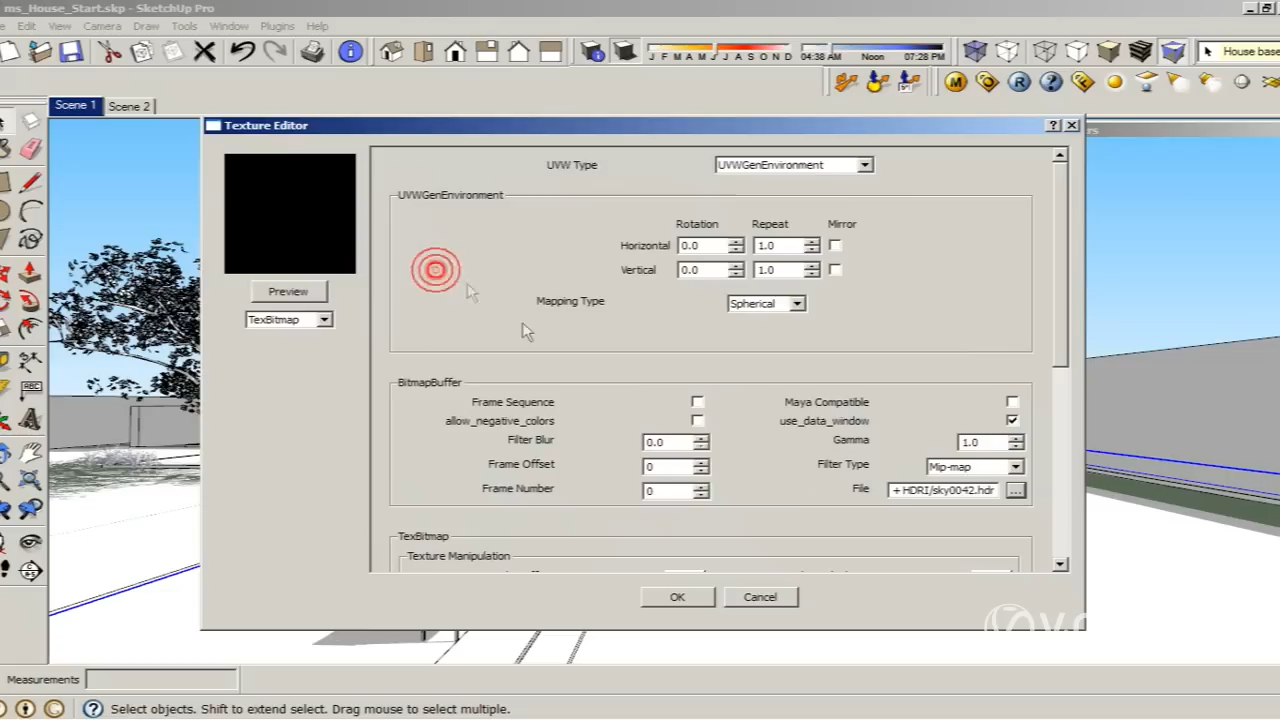 ms_House_Start.skp - SketchUp Pro
Edit View Camera Draw Tools Window Plugins Help
J F M A M J J A S O N D 04:38 AM Noon 07:28 PM
House base
M R ?
Scene 1 Scene 2
Texture Editor
UVW Type UVWGenEnvironment
UVWGenEnvironment
Rotation Repeat Mirror
Horizontal 0.0 1.0
Vertical 0.0 1.0
Preview
Mapping Type Spherical
TexBitmap
ABC
BitmapBuffer
Frame Sequence Maya Compatible
allow_negative_colors use_data_window
Filter Blur 0.0 Gamma 1.0
Frame Offset 0 Filter Type Mip-map
Frame Number 0 File +HDRI/sky0042.hdr ...
TexBitmap
Texture Manipulation
OK Cancel
Measurements
Select objects. Shift to extend select. Drag mouse to select multiple.